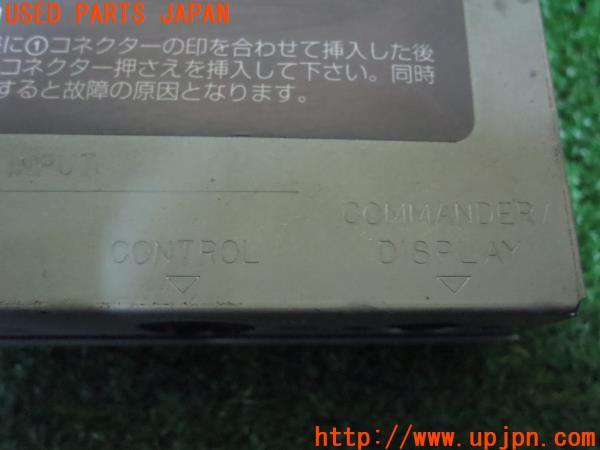 USED PARTS JAPAN
に①コネクターの印を合わせて挿入した後
コネクター押さえを挿入して下さい。同時
すると故障の原因となります。
INPUT
COMMANDER/
CONTROL DISPLAY
http://www.upjpn.com/